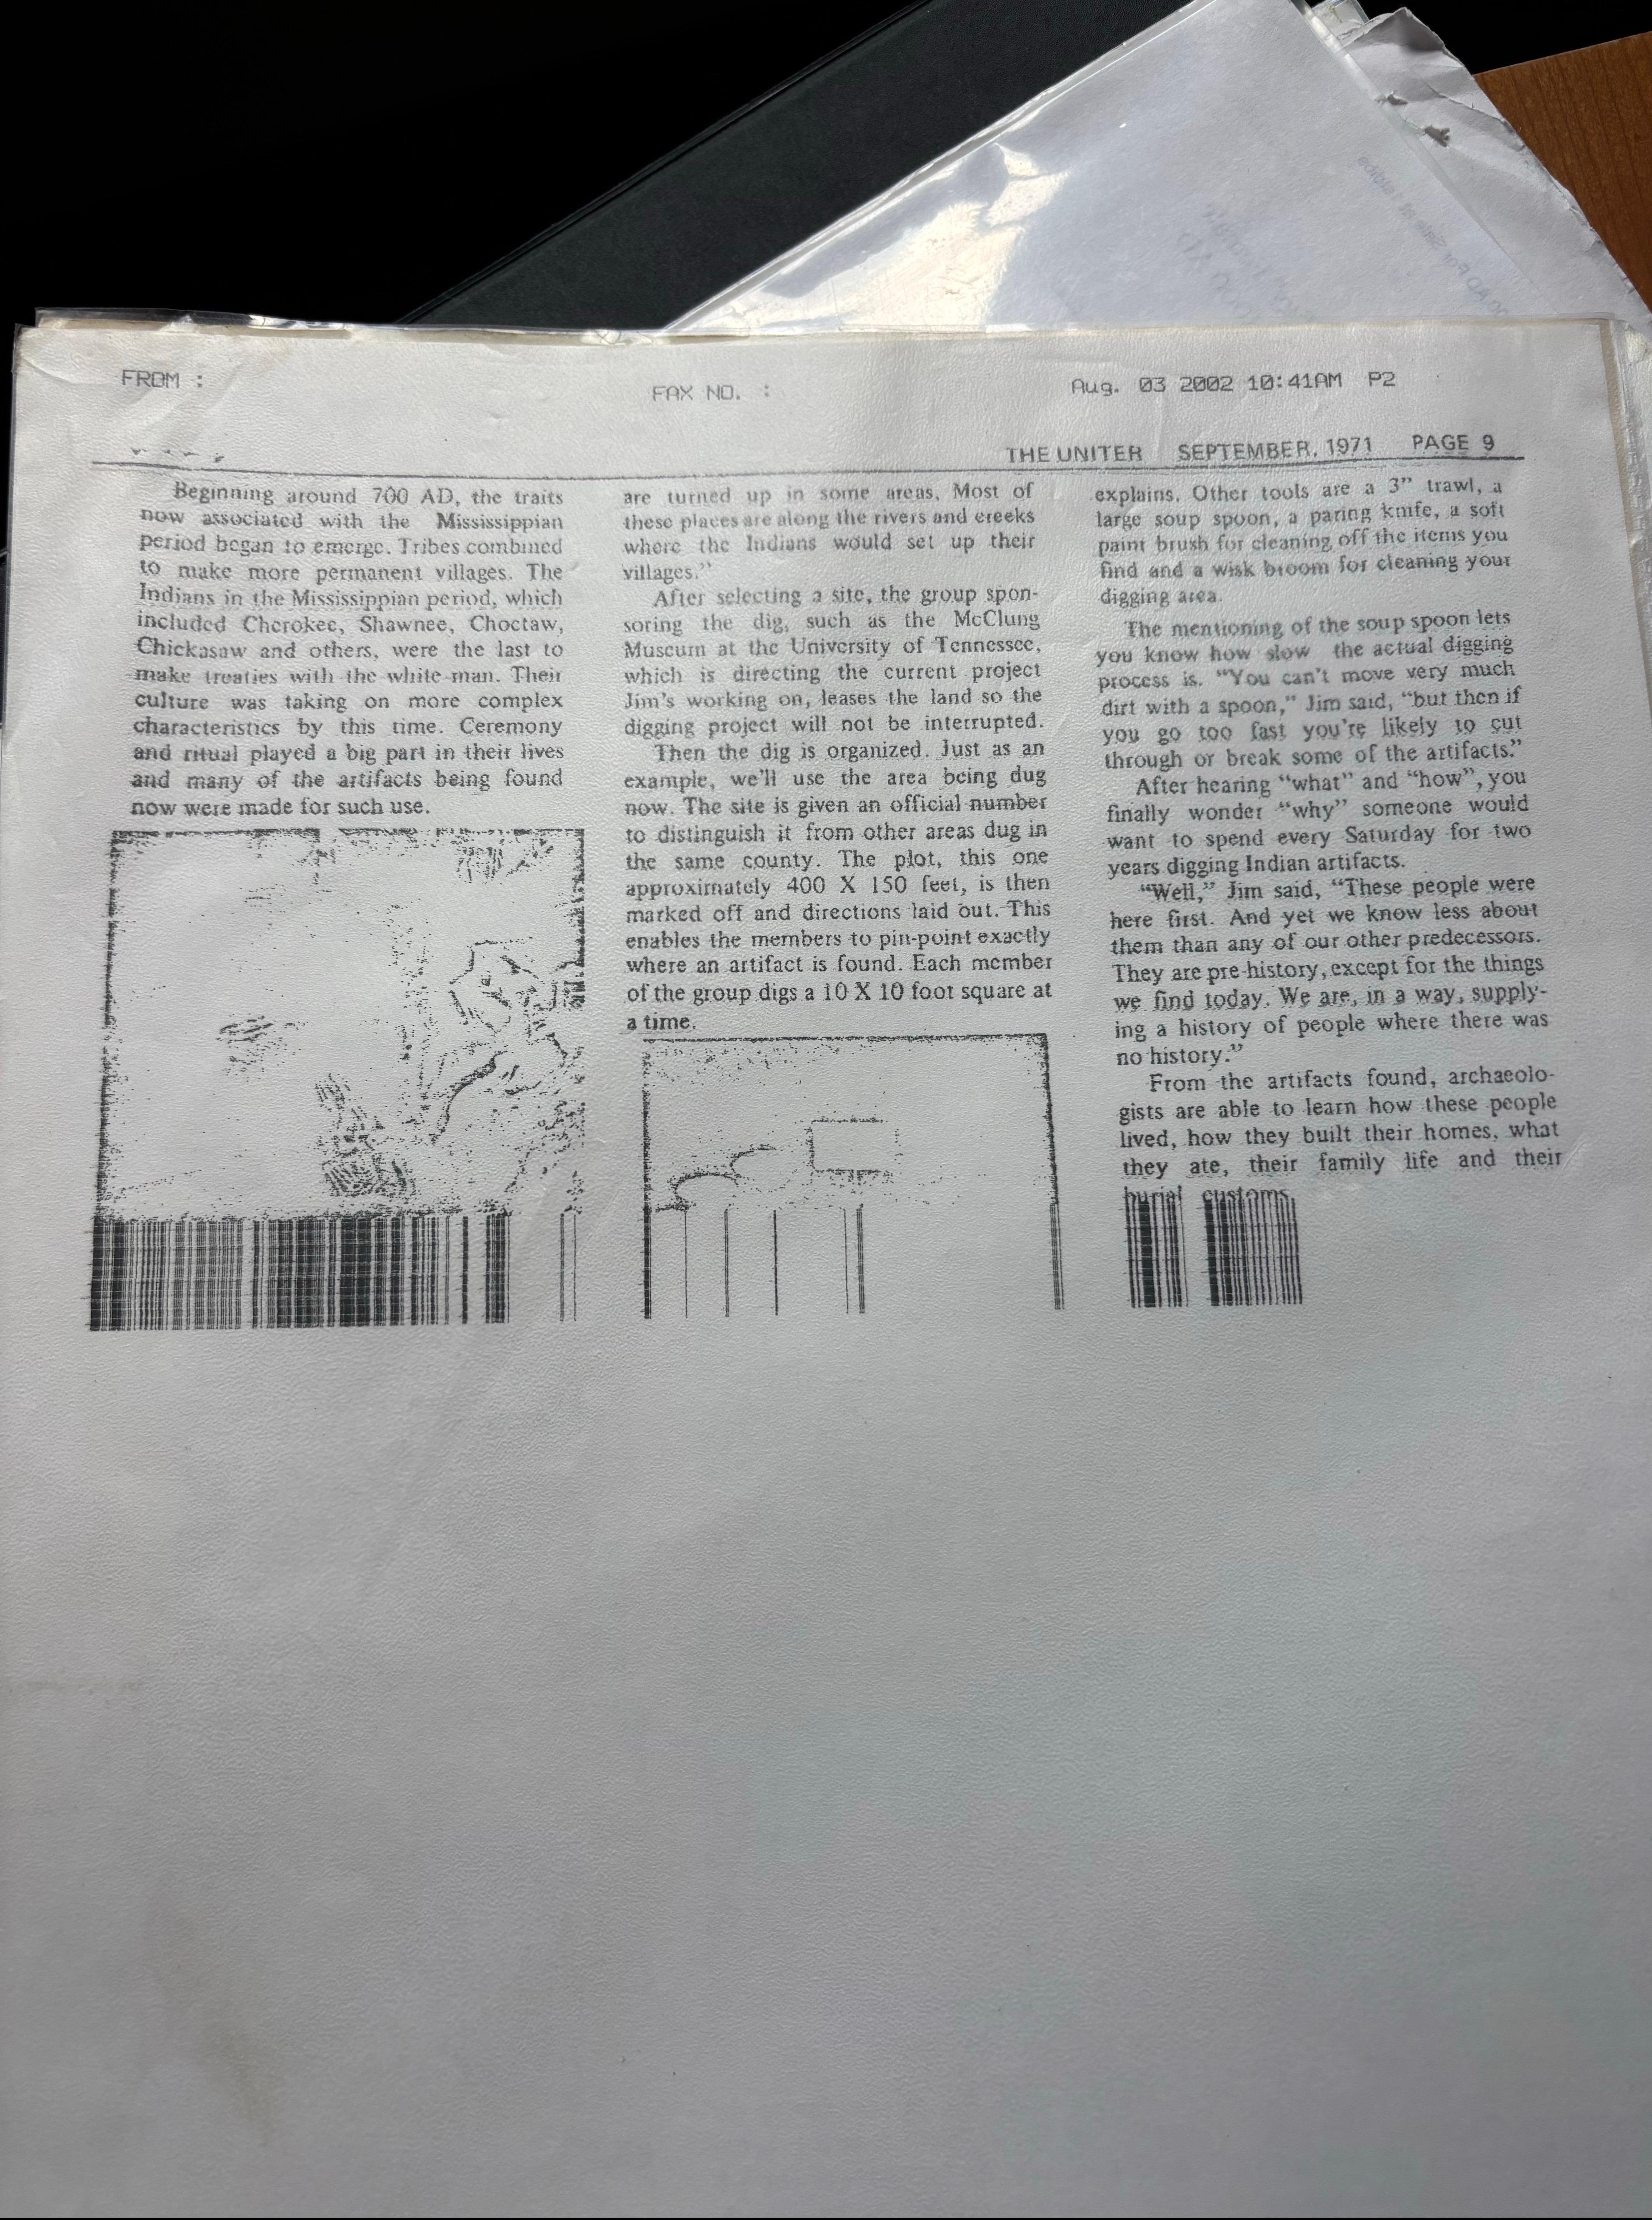 FROM :
FAX NO. :
Aug. 03 2002 10:41AM P2
THE UNITER SEPTEMBER, 1971 PAGE 9
Beginning around 700 AD, the traits
now associated with the Mississippian
period began to emerge. Tribes combined
to make more permanent villages. The
Indians in the Mississippian period, which
included Cherokee, Shawnee, Choctaw,
Chickasaw and others, were the last to
make treaties with the white man. Their
culture was taking on more complex
characteristics by this time. Ceremony
and ritual played a big part in their lives
and many of the artifacts being found
now were made for such use.
are turned up in some areas. Most of
these places are along the rivers and creeks
where the Indians would set up their
villages."
After selecting a site, the group spon-
soring the dig, such as the McClung
Museum at the University of Tennessee,
which is directing the current project
Jim's working on, leases the land so the
digging project will not be interrupted.
Then the dig is organized. Just as an
example, we'll use the area being dug
now. The site is given an official number
to distinguish it from other areas dug in
the same county. The plot, this one
approximately 400 X 150 feet, is then
marked off and directions laid out. This
enables the members to pin-point exactly
where an artifact is found. Each member
of the group digs a 10 X 10 foot square at
a time.
explains. Other tools are a 3" trawl, a
large soup spoon, a paring knife, a soft
paint brush for cleaning off the items you
find and a wisk broom for cleaning your
digging area.
The mentioning of the soup spoon lets
you know how slow the actual digging
process is. "You can't move very much
dirt with a spoon," Jim said, "but then if
you go too fast you're likely to cut
through or break some of the artifacts."
After hearing "what" and "how", you
finally wonder "why" someone would
want to spend every Saturday for two
years digging Indian artifacts.
"Well," Jim said, "These people were
here first. And yet we know less about
them than any of our other predecessors.
They are pre-history, except for the things
we find today. We are, in a way, supply-
ing a history of people where there was
no history."
From the artifacts found, archaeolo-
gists are able to learn how these people
lived, how they built their homes, what
they ate, their family life and their
burial customs.